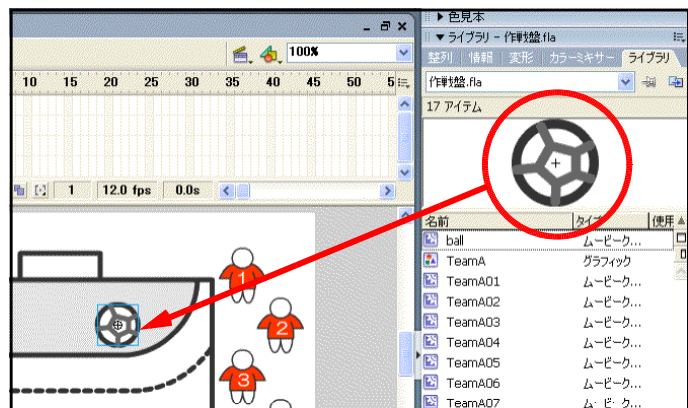 100%
10 15 20 25 30 35 40 45 50 5
1 12.0 fps 0.0s
1
2
3
色見本
ライブラリ - 作戦盤.fla
整列 情報 変形 カラーミキサー ライブラリ
作戦盤.fla
17 アイテム
名前 タイプ 使用
ball ムービーク...
TeamA グラフィック
TeamA01 ムービーク...
TeamA02 ムービーク...
TeamA03 ムービーク...
TeamA04 ムービーク...
TeamA05 ムービーク...
TeamA06 ムービーク...
TeamA07 ムービーク...